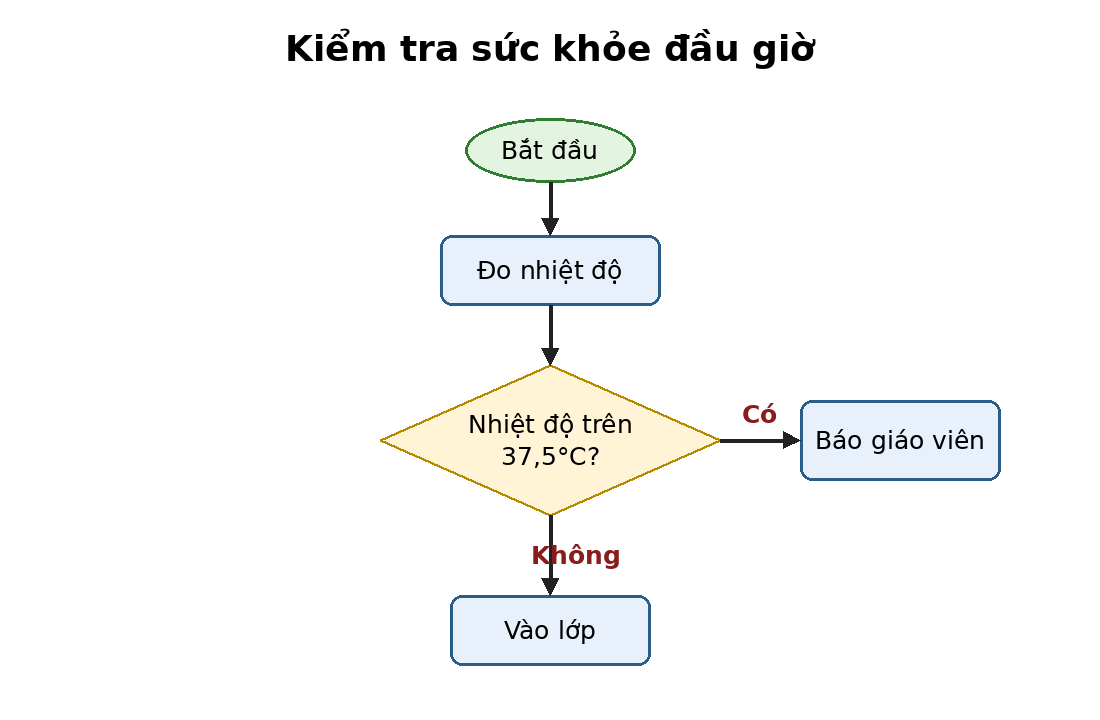 Kiểm tra sức khỏe đầu giờ
Bắt đầu
Đo nhiệt độ
Nhiệt độ trên
37,5°C?
Có
Báo giáo viên
Không
Vào lớp